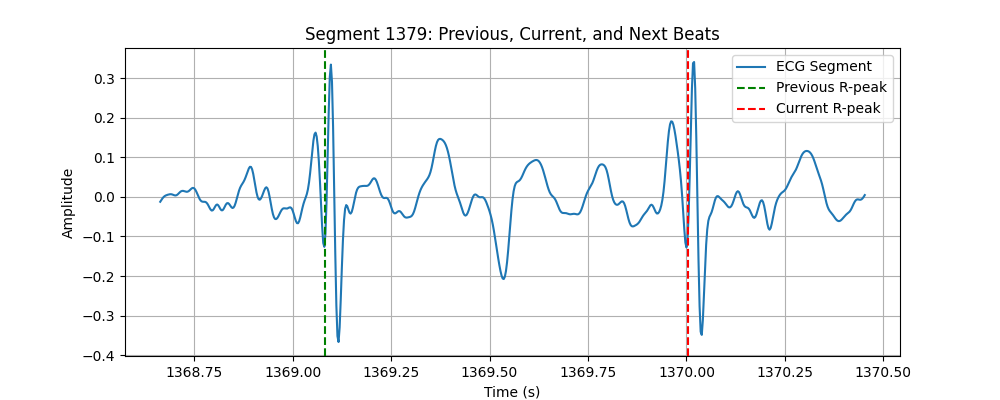 Segment 1379: Previous, Current, and Next Beats
ECG Segment
Previous R-peak
Current R-peak
Amplitude
0.3
0.2
0.1
0.0
−0.1
−0.2
−0.3
−0.4
1368.75 1369.00 1369.25 1369.50 1369.75 1370.00 1370.25 1370.50
Time (s)